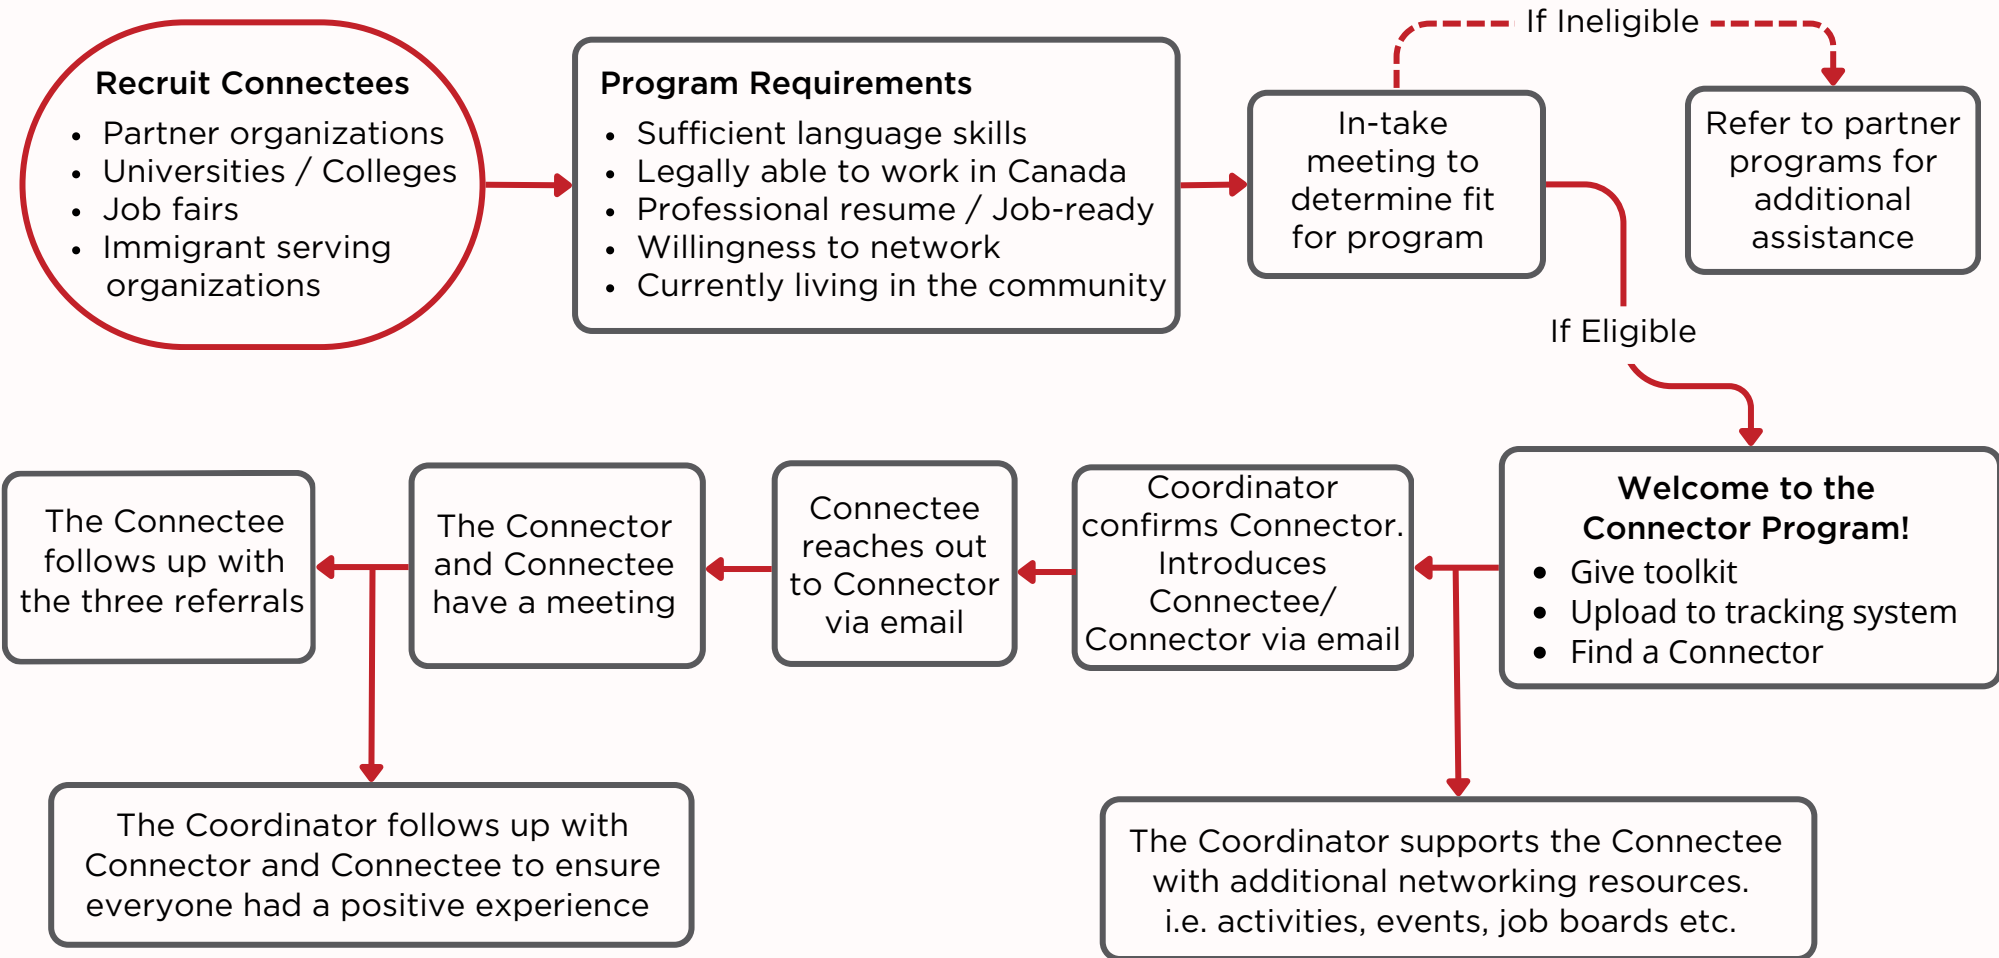 Recruit Connectees
• Partner organizations
• Universities / Colleges
• Job fairs
• Immigrant serving
organizations
Program Requirements
• Sufficient language skills
• Legally able to work in Canada
• Professional resume / Job-ready
• Willingness to network
• Currently living in the community
In-take
meeting to
determine fit
for program
If Ineligible
Refer to partner
programs for
additional
assistance
If Eligible
Welcome to the
Connector Program!
• Give toolkit
• Upload to tracking system
• Find a Connector
Coordinator
confirms Connector.
Introduces
Connectee/
Connector via email
Connectee
reaches out
to Connector
via email
The Connector
and Connectee
have a meeting
The Connectee
follows up with
the three referrals
The Coordinator follows up with
Connector and Connectee to ensure
everyone had a positive experience
The Coordinator supports the Connectee
with additional networking resources.
i.e. activities, events, job boards etc.